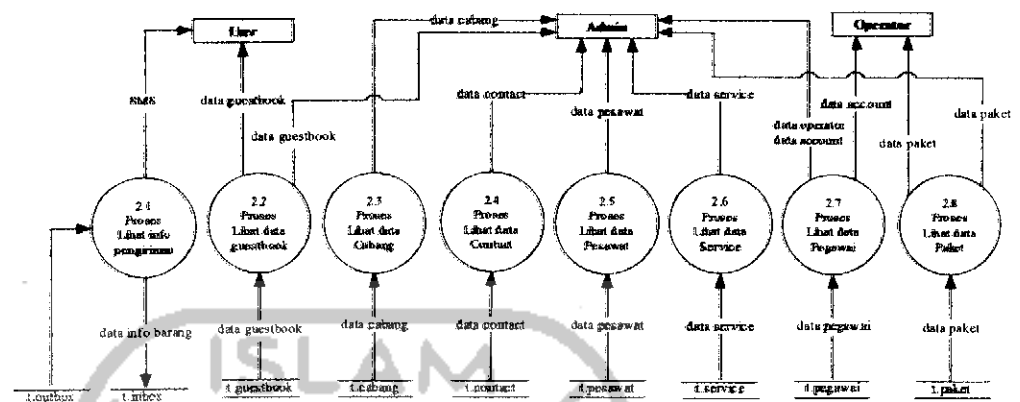 data cabang
User
Admin
Operator
SMS
data guestbook
data guestbook
data contact
data pesawat
data service
data operator
data account
data account
data paket
data paket
2.1
Proses
Lihat info
pengiriman
2.2
Proses
Lihat data
guestbook
2.3
Proses
Lihat data
Cabang
2.4
Proses
Lihat data
Contact
2.5
Proses
Lihat data
Pesawat
2.6
Proses
Lihat data
Service
2.7
Proses
Lihat data
Pegawai
2.8
Proses
Lihat data
Paket
data info barang
data guestbook
data cabang
data contact
data pesawat
data service
data pegawai
data paket
ISLAM
t.outbox
t.inbox
t.guestbook
t.cabang
t.contact
t.pesawat
t.service
t.pegawai
t.paket